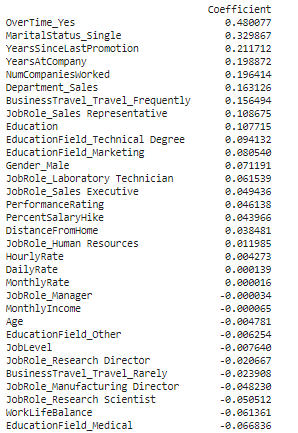 Coefficient
OverTime_Yes 0.480077
MaritalStatus_Single 0.329867
YearsSinceLastPromotion 0.211712
YearsAtCompany 0.198872
NumCompaniesWorked 0.196414
Department_Sales 0.163126
BusinessTravel_Travel_Frequently 0.156494
JobRole_Sales Representative 0.108675
Education 0.107715
EducationField_Technical Degree 0.094132
EducationField_Marketing 0.080540
Gender_Male 0.071191
JobRole_Laboratory Technician 0.061539
JobRole_Sales Executive 0.049436
PerformanceRating 0.046138
PercentSalaryHike 0.043966
DistanceFromHome 0.038481
JobRole_Human Resources 0.011985
HourlyRate 0.004273
DailyRate 0.000139
MonthlyRate 0.000016
JobRole_Manager -0.000034
MonthlyIncome -0.000065
Age -0.004781
EducationField_Other -0.006254
JobLevel -0.007640
JobRole_Research Director -0.020667
BusinessTravel_Travel_Rarely -0.023908
JobRole_Manufacturing Director -0.048230
JobRole_Research Scientist -0.050512
WorkLifeBalance -0.061361
EducationField_Medical -0.066836